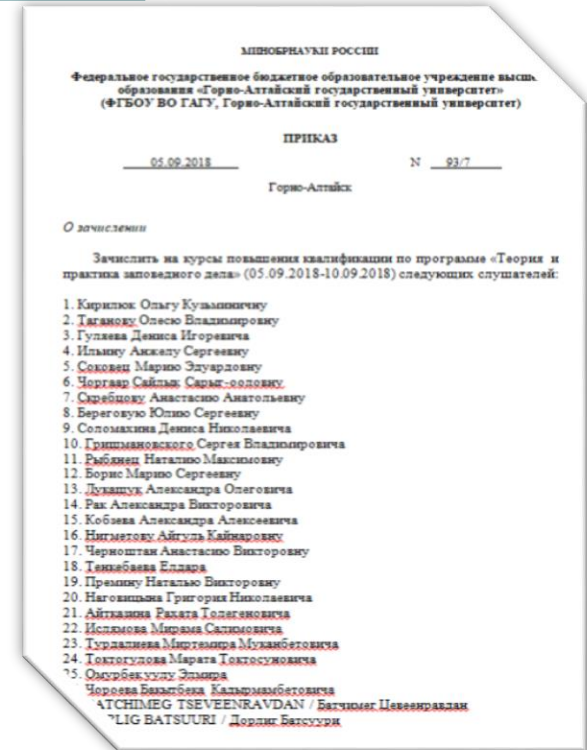 МИНОБРНАУКИ РОССИИ
Федеральное государственное бюджетное образовательное учреждение высш
образования «Горно-Алтайский государственный университет»
(ФГБОУ ВО ГАГУ, Горно-Алтайский государственный университет)
ПРИКАЗ
05.09.2018 N 93/7
Горно-Алтайск
О зачислении
Зачислить на курсы повышения квалификации по программе «Теория и
практика заповедного дела» (05.09.2018-10.09.2018) следующих слушателей:
1. Кирилюк Ольгу Кузьминичну
2. Таганову Олесю Владимировну
3. Гуляева Дениса Игоревича
4. Ильину Анжелу Сергеевну
5. Соковец Марию Эдуардовну
6. Чоргаар Сайлык Сарыг-ооловну
7. Скребцову Анастасию Анатольевну
8. Береговую Юлию Сергеевну
9. Соломахина Дениса Николаевича
10. Гришмановского Сергея Владимировича
11. Рыбянец Наталию Максимовну
12. Борис Марию Сергеевну
13. Лукащук Александра Олеговича
14. Рак Александра Викторовича
15. Кобзева Александра Алексеевича
16. Нигметову Айгуль Кайнаровну
17. Черноштан Анастасию Викторовну
18. Тенкебаева Елдара
19. Премину Наталью Викторовну
20. Наговицына Григория Николаевича
21. Айтказина Рахата Толегеновича
22. Ислямова Мирама Салимовича
23. Турдалиева Миртемира Муканбетовича
24. Токтогулова Марата Токтосуновича
25. Омурбек уулу Элмира
Чороева Бакытбека Кадырмамбетовича
ATCHIMEG TSEVEENRAVDAN / Батчимег Цевеенравдан
LIG BATSUURI / Дорлиг Батсуури